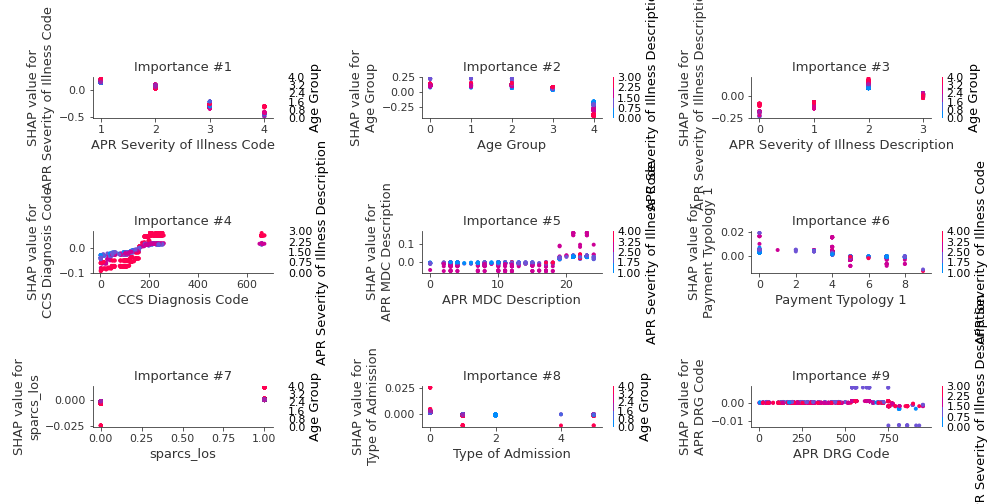 Importance #1
SHAP value for
APR Severity of Illness Code
0.0
−0.5
1 2 3 4
APR Severity of Illness Code
4.0
3.2
2.4
1.6
0.8
0.0
Age Group
Importance #2
SHAP value for
Age Group
0.25
0.00
−0.25
0 1 2 3 4
Age Group
3.00
2.25
1.50
0.75
0.00
APR Severity of Illness Description
Importance #3
SHAP value for
APR Severity of Illness Description
0.00
−0.25
0 1 2 3
APR Severity of Illness Description
4.0
3.2
2.4
1.6
0.8
0.0
Age Group
Importance #4
SHAP value for
CCS Diagnosis Code
0.0
−0.1
0 200 400 600
CCS Diagnosis Code
3.00
2.25
1.50
0.75
0.00
APR Severity of Illness Description
Importance #5
SHAP value for
APR MDC Description
0.1
0.0
0 10 20
APR MDC Description
4.00
3.25
2.50
1.75
1.00
APR Severity of Illness Code
Importance #6
SHAP value for
Payment Typology 1
0.02
0.00
0 2 4 6 8
Payment Typology 1
4.00
3.25
2.50
1.75
1.00
APR Severity of Illness
Importance #7
SHAP value for
sparcs_los
0.000
−0.025
0.00 0.25 0.50 0.75 1.00
sparcs_los
4.0
3.2
2.4
1.6
0.8
0.0
Age Group
Importance #8
SHAP value for
Type of Admission
0.025
0.000
0 2 4
Type of Admission
4.0
3.2
2.4
1.6
0.8
0.0
Age Group
Importance #9
SHAP value for
APR DRG Code
0.00
−0.01
0 250 500 750
APR DRG Code
3.00
2.25
1.50
0.75
0.00
Severity of Illness Description